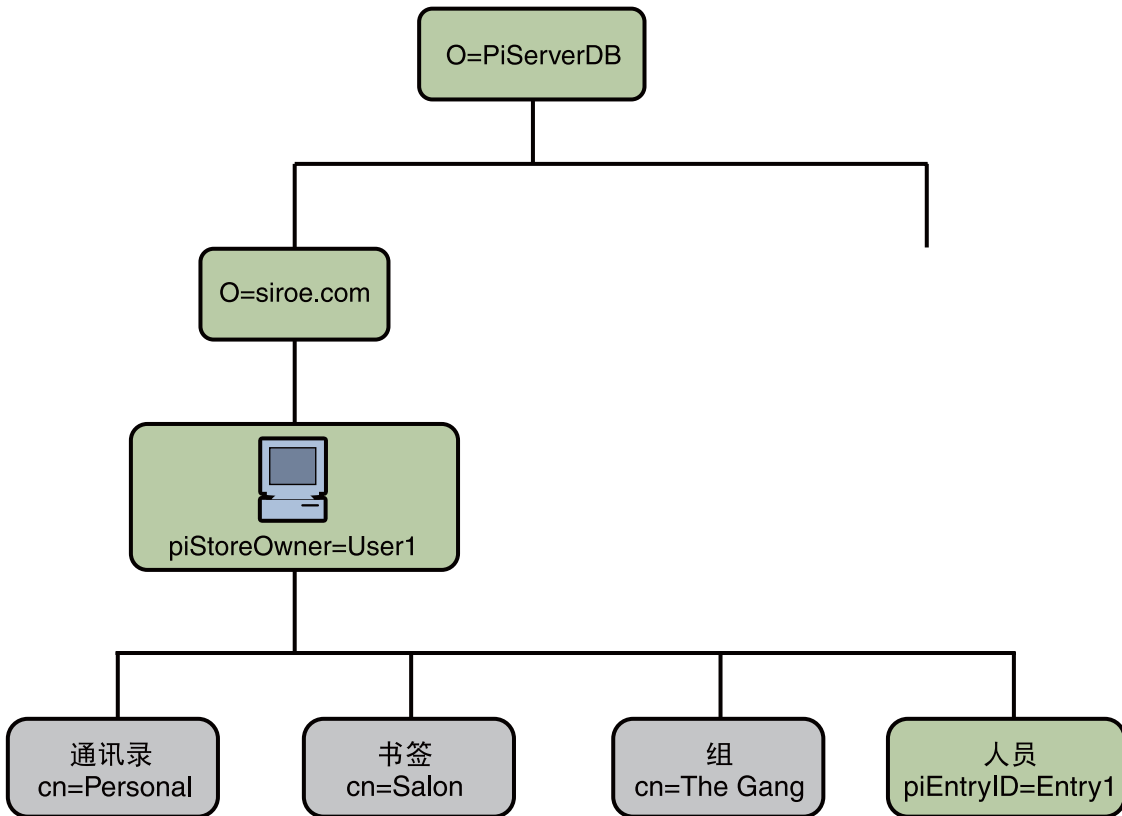 O=PiServerDB
O=siroe.com
piStoreOwner=User1
通讯录
cn=Personal
书签
cn=Salon
组
cn=The Gang
人员
piEntryID=Entry1